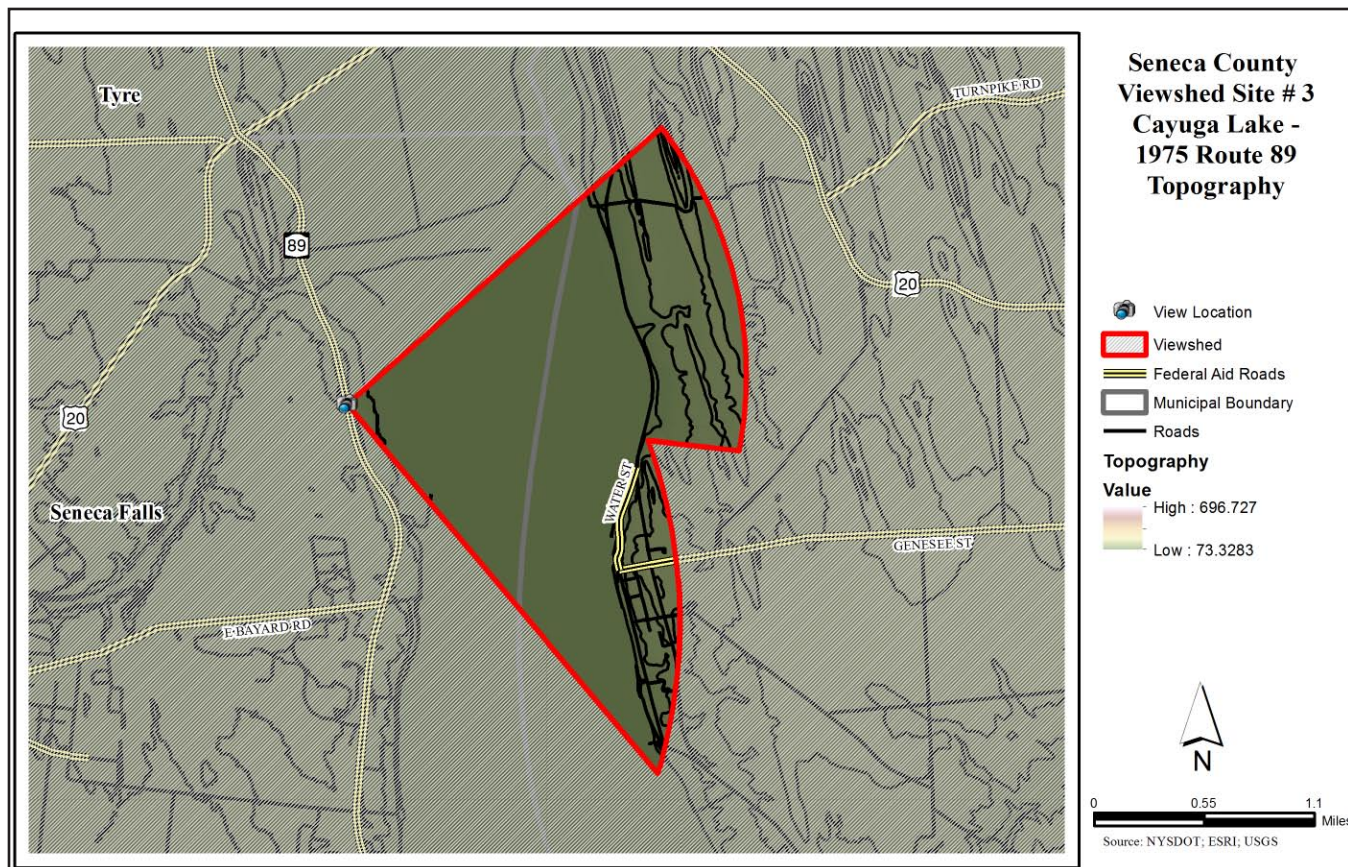 Tyre
89
20
Seneca Falls
E BAYARD RD
WATER ST
GENESEE ST
TURNPIKE RD
20
Seneca County
Viewshed Site # 3
Cayuga Lake -
1975 Route 89
Topography
View Location
Viewshed
Federal Aid Roads
Municipal Boundary
Roads
Topography
Value
High : 696.727
Low : 73.3283
N
0 0.55 1.1
Miles
Source: NYSDOT; ESRI; USGS